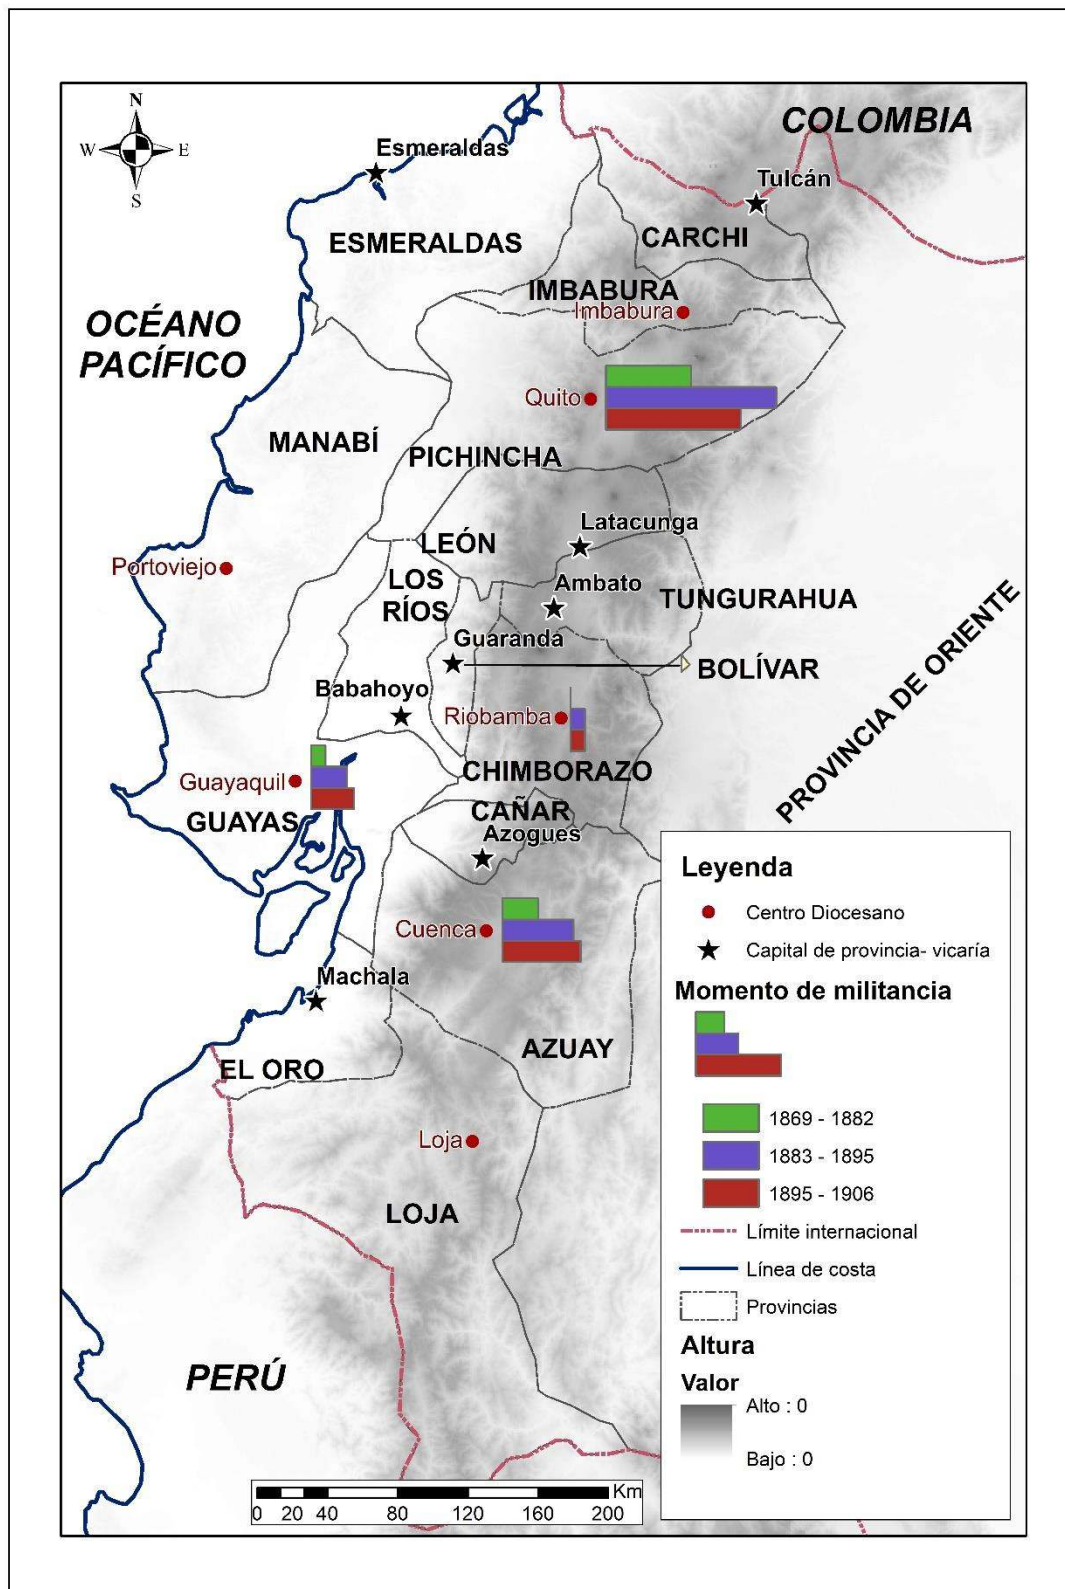 N
W
E
S
COLOMBIA
Esmeraldas
Tulcán
ESMERALDAS
CARCHI
IMBABURA
Imbabura
OCÉANO
PACÍFICO
Quito
MANABÍ
PICHINCHA
Latacunga
LEÓN
Portoviejo
LOS
RÍOS
Ambato
TUNGURAHUA
Guaranda
BOLÍVAR
PROVINCIA DE ORIENTE
Babahoyo
Riobamba
CHIMBORAZO
Guayaquil
GUAYAS
CAÑAR
Azogues
Cuenca
Machala
AZUAY
EL ORO
Loja
LOJA
PERÚ
Leyenda
Centro Diocesano
Capital de provincia- vicaría
Momento de militancia
1869 - 1882
1883 - 1895
1895 - 1906
Límite internacional
Línea de costa
Provincias
Altura
Valor
Alto : 0
Bajo : 0
Km
0 20 40 80 120 160 200